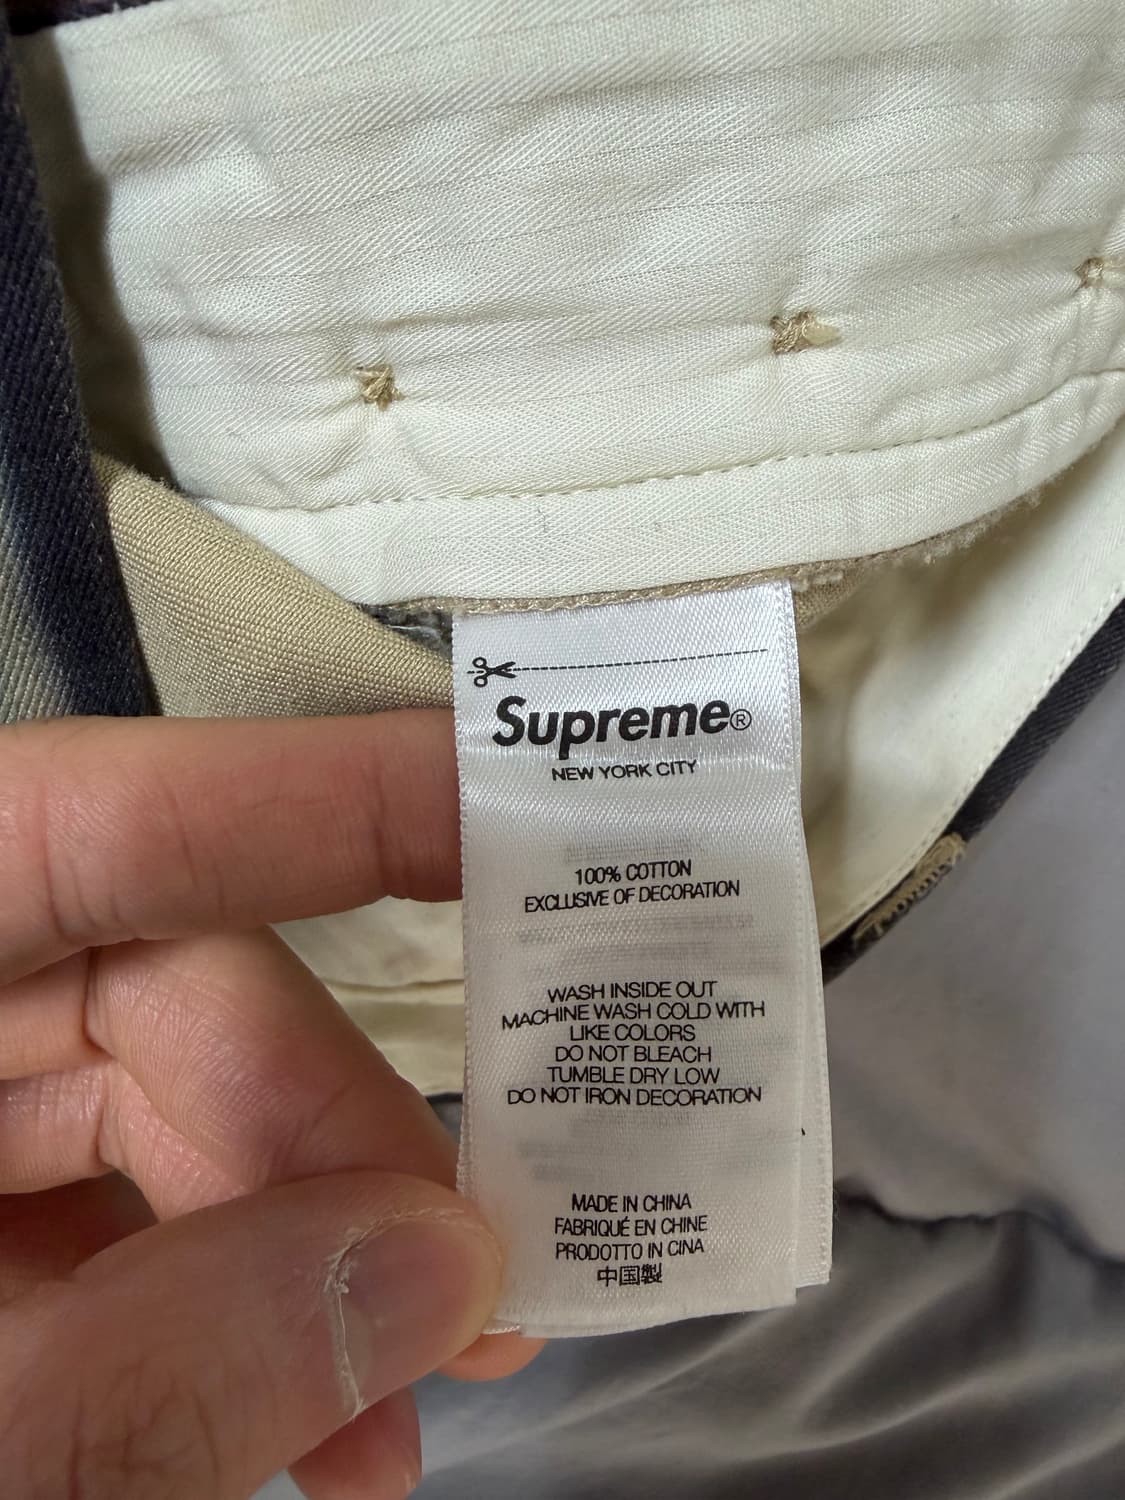 Supreme®
NEW YORK CITY
100% COTTON
EXCLUSIVE OF DECORATION
WASH INSIDE OUT
MACHINE WASH COLD WITH
LIKE COLORS
DO NOT BLEACH
TUMBLE DRY LOW
DO NOT IRON DECORATION
MADE IN CHINA
FABRIQUÉ EN CHINE
PRODOTTO IN CINA
中国製